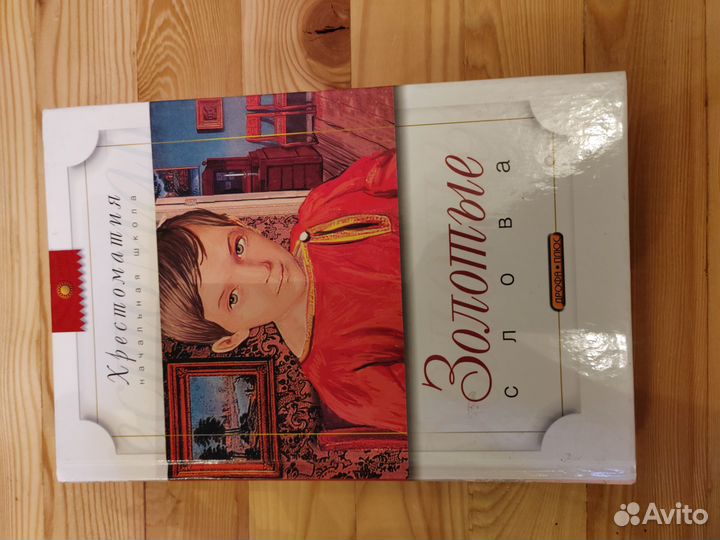 Хрестоматия
начальная школа
Золотые
слова
ДРОФА•ПЛЮС
Avito